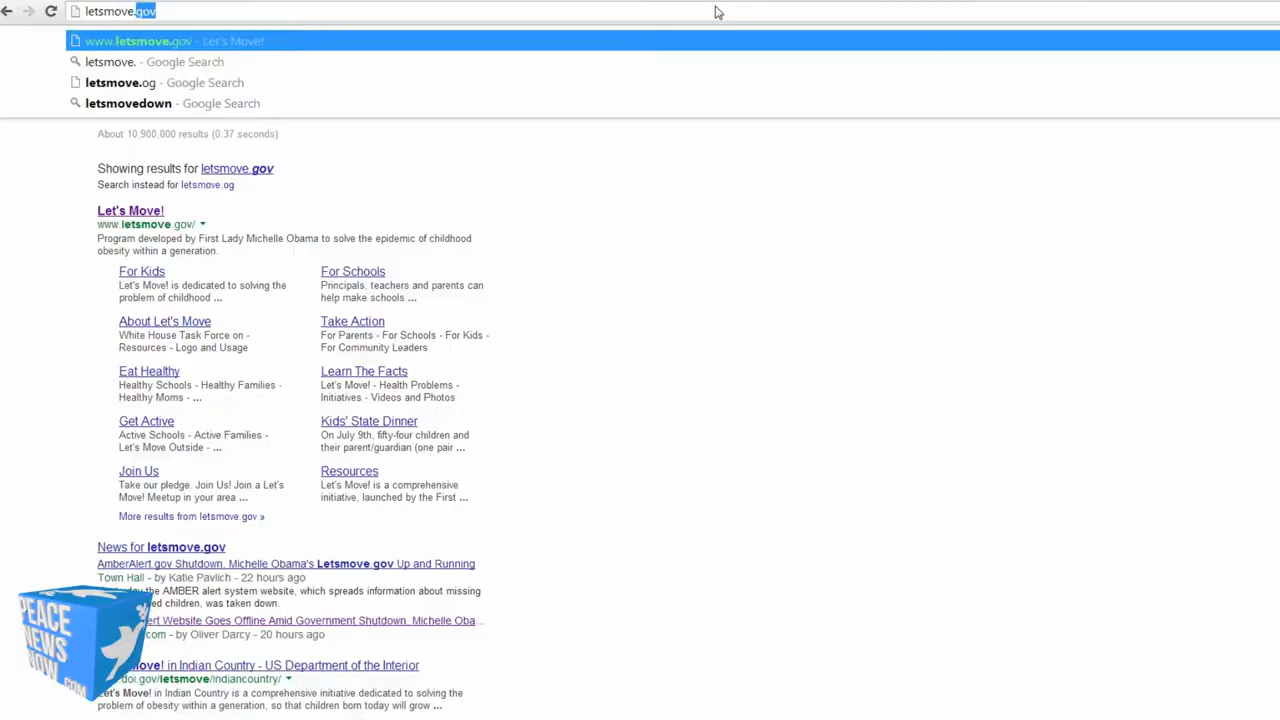 letsmove.gov
www.letsmove.gov - Let's Move!
letsmove. - Google Search
letsmove.og - Google Search
letsmovedown - Google Search
About 10,900,000 results (0.37 seconds)
Showing results for letsmove.gov
Search instead for letsmove.og
Let's Move!
www.letsmove.gov/
Program developed by First Lady Michelle Obama to solve the epidemic of childhood
obesity within a generation.
For Kids
Let's Move! is dedicated to solving the
problem of childhood ...
For Schools
Principals, teachers and parents can
help make schools ...
About Let's Move
White House Task Force on -
Resources - Logo and Usage
Take Action
For Parents - For Schools - For Kids -
For Community Leaders
Eat Healthy
Healthy Schools - Healthy Families -
Healthy Moms - ...
Learn The Facts
Let's Move! - Health Problems -
Initiatives - Videos and Photos
Get Active
Active Schools - Active Families -
Let's Move Outside - ...
Kids' State Dinner
On July 9th, fifty-four children and
their parent/guardian (one pair ...
Join Us
Take our pledge. Join Us! Join a Let's
Move! Meetup in your area ...
Resources
Let's Move! is a comprehensive
initiative, launched by the First ...
More results from letsmove.gov »
News for letsmove.gov
AmberAlert.gov Shutdown, Michelle Obama's Letsmove.gov Up and Running
Town Hall - by Katie Pavlich - 22 hours ago
the AMBER alert system website, which spreads information about missing
children, was taken down.
Website Goes Offline Amid Government Shutdown, Michelle Oba...
.com - by Oliver Darcy - 20 hours ago
Move! in Indian Country - US Department of the Interior
.doi.gov/letsmove/indiancountry/
Let's Move! in Indian Country is a comprehensive initiative dedicated to solving the
problem of obesity within a generation, so that children born today will grow ...
PEACE
NEWS
NOW
.COM